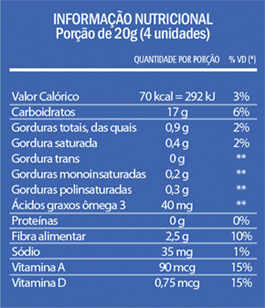 INFORMAÇÃO NUTRICIONAL
Porção de 20g (4 unidades)
QUANTIDADE POR PORÇÃO % VD (*)
Valor Calórico 70 kcal = 292 kJ 3%
Carboidratos 17 g 6%
Gorduras totais, das quais 0,9 g 2%
Gordura saturada 0,4 g 2%
Gordura trans 0 g **
Gorduras monoinsaturadas 0,2 g **
Gorduras polinsaturadas 0,3 g **
Ácidos graxos ômega 3 40 mg **
Proteínas 0 g 0%
Fibra alimentar 2,5 g 10%
Sódio 35 mg 1%
Vitamina A 90 mcg 15%
Vitamina D 0,75 mcg 15%